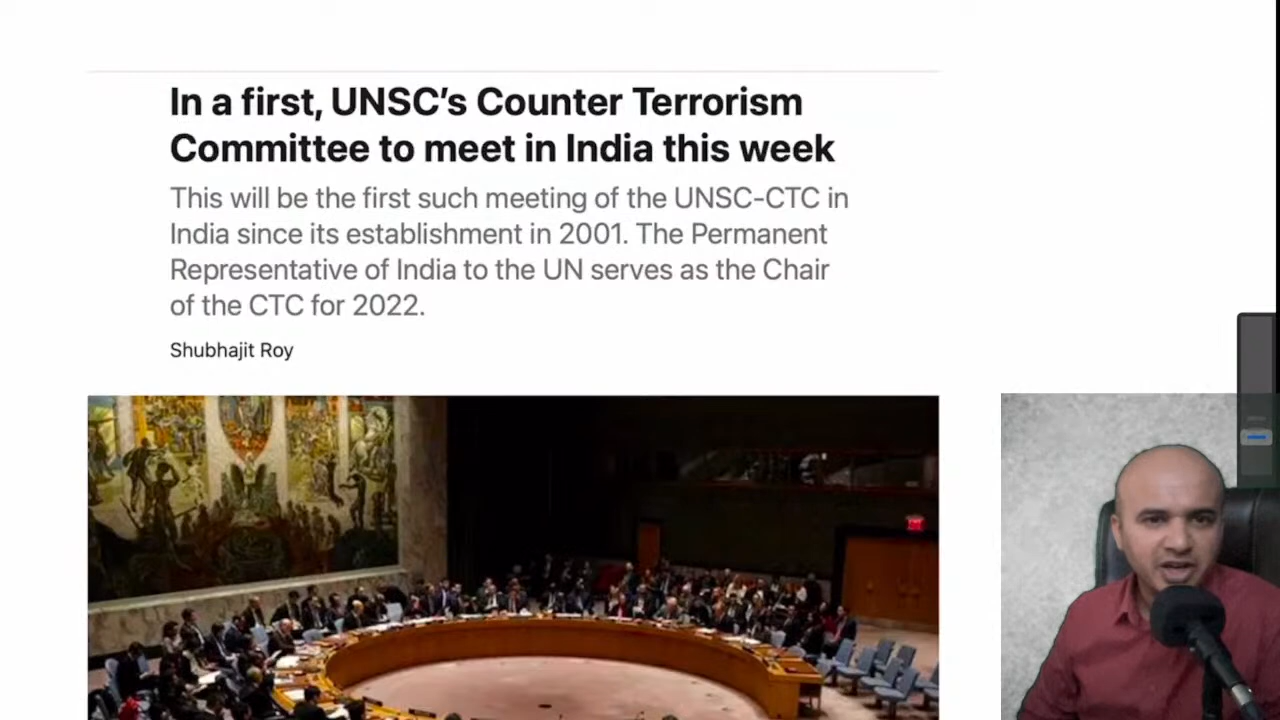 In a first, UNSC’s Counter Terrorism
Committee to meet in India this week
This will be the first such meeting of the UNSC-CTC in
India since its establishment in 2001. The Permanent
Representative of India to the UN serves as the Chair
of the CTC for 2022.
Shubhajit Roy